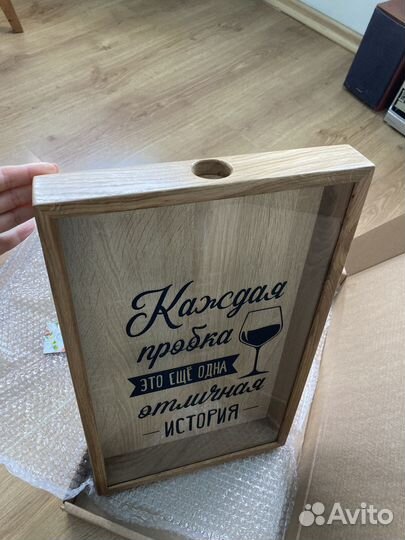 Каждая
пробка
ЭТО ЕЩЁ ОДНА
отличная
ИСТОРИЯ
Avito